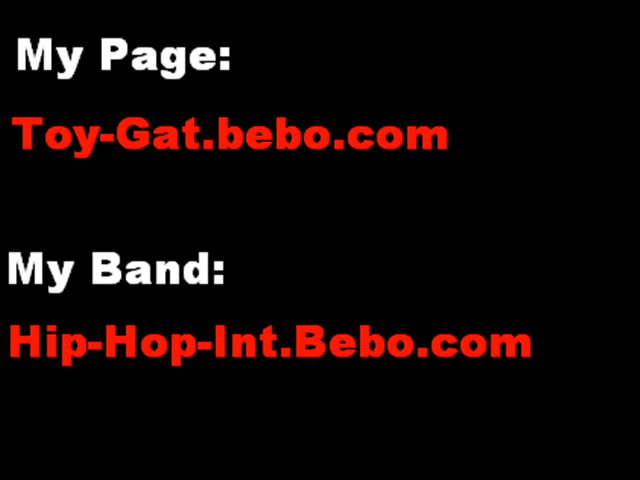 My Page:
Toy-Gat.bebo.com
My Band:
Hip-Hop-Int.Bebo.com